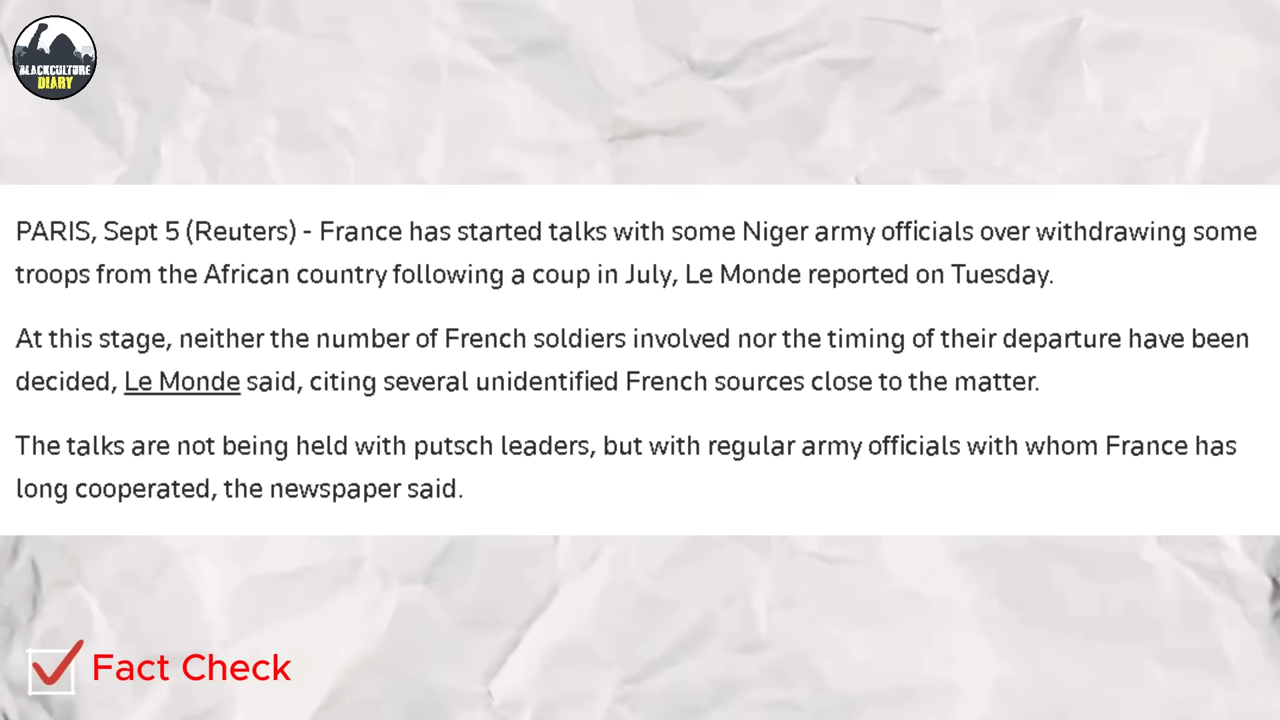 BLACKCULTURE
DIARY
PARIS, Sept 5 (Reuters) - France has started talks with some Niger army officials over withdrawing some
troops from the African country following a coup in July, Le Monde reported on Tuesday.
At this stage, neither the number of French soldiers involved nor the timing of their departure have been
decided, Le Monde said, citing several unidentified French sources close to the matter.
The talks are not being held with putsch leaders, but with regular army officials with whom France has
long cooperated, the newspaper said.
Fact Check